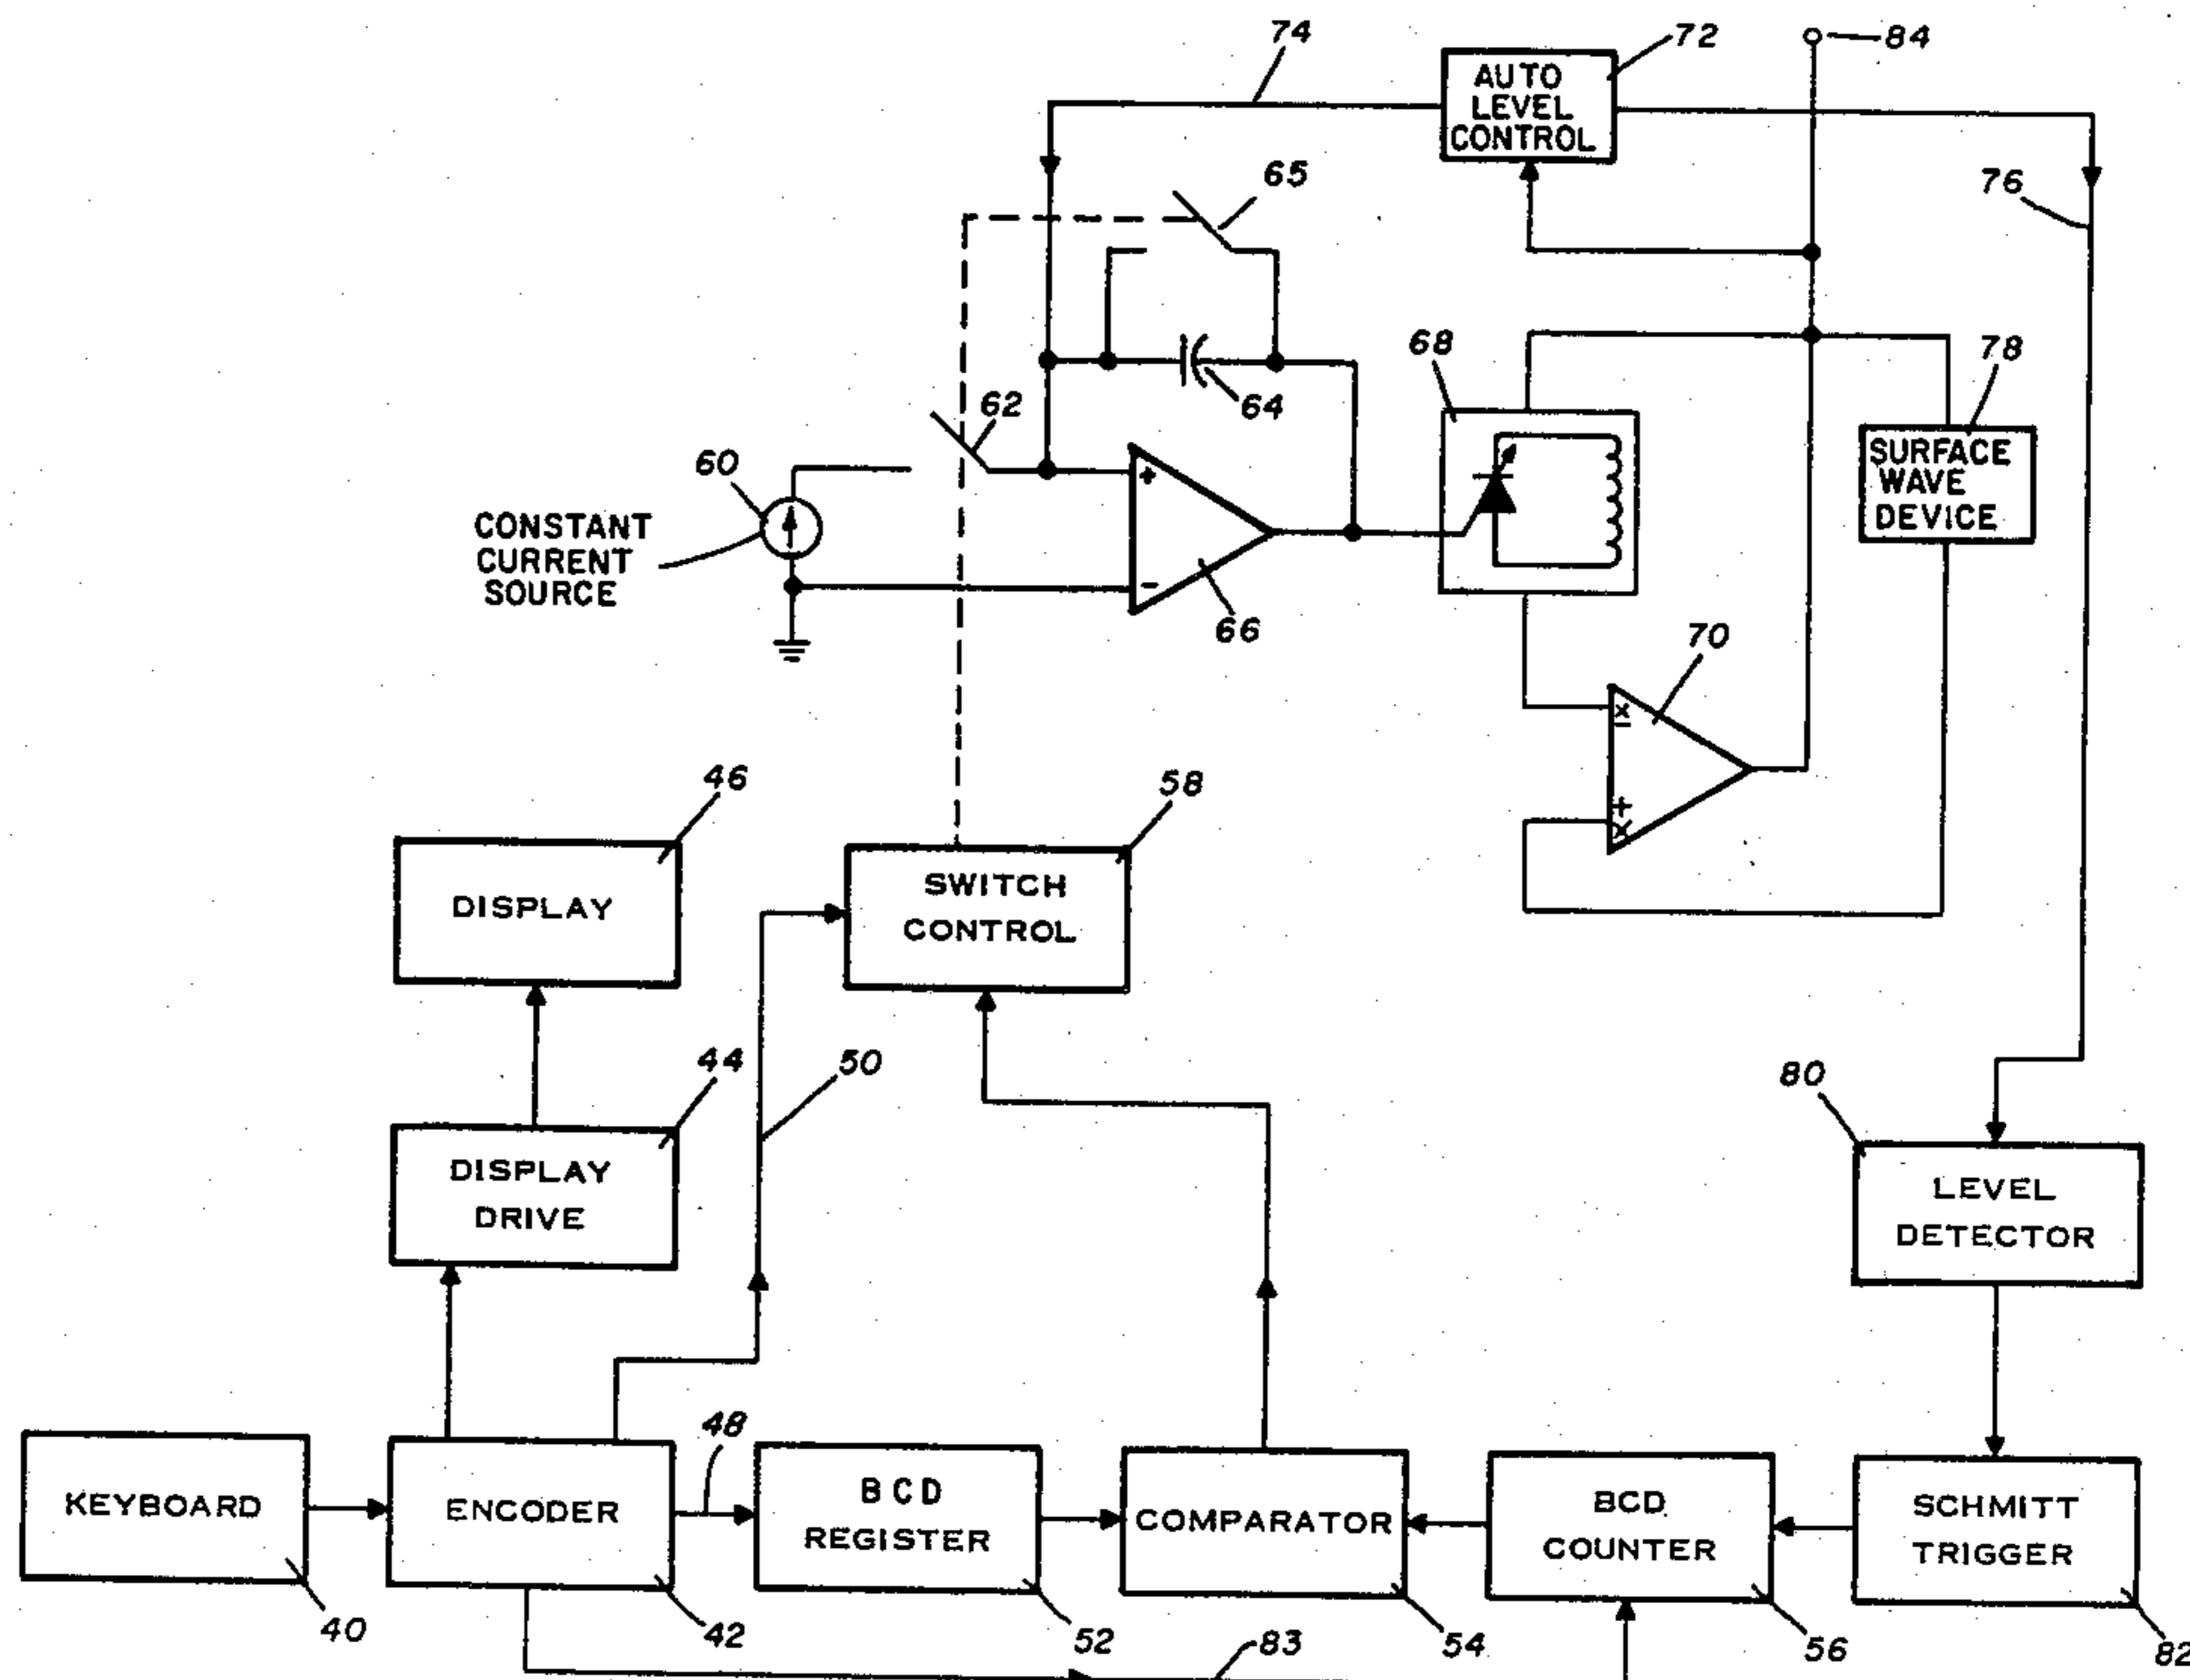 74
72
84
AUTO
LEVEL
CONTROL
65
76
68
78
62
64
60
+
SURFACE
WAVE
DEVICE
CONSTANT
CURRENT
SOURCE
-
66
70
x
-
46
58
+
x
DISPLAY
SWITCH
CONTROL
44
50
80
DISPLAY
DRIVE
LEVEL
DETECTOR
48
KEYBOARD
ENCODER
BCD
REGISTER
COMPARATOR
BCD
COUNTER
SCHMITT
TRIGGER
40
42
52
83
54
56
82